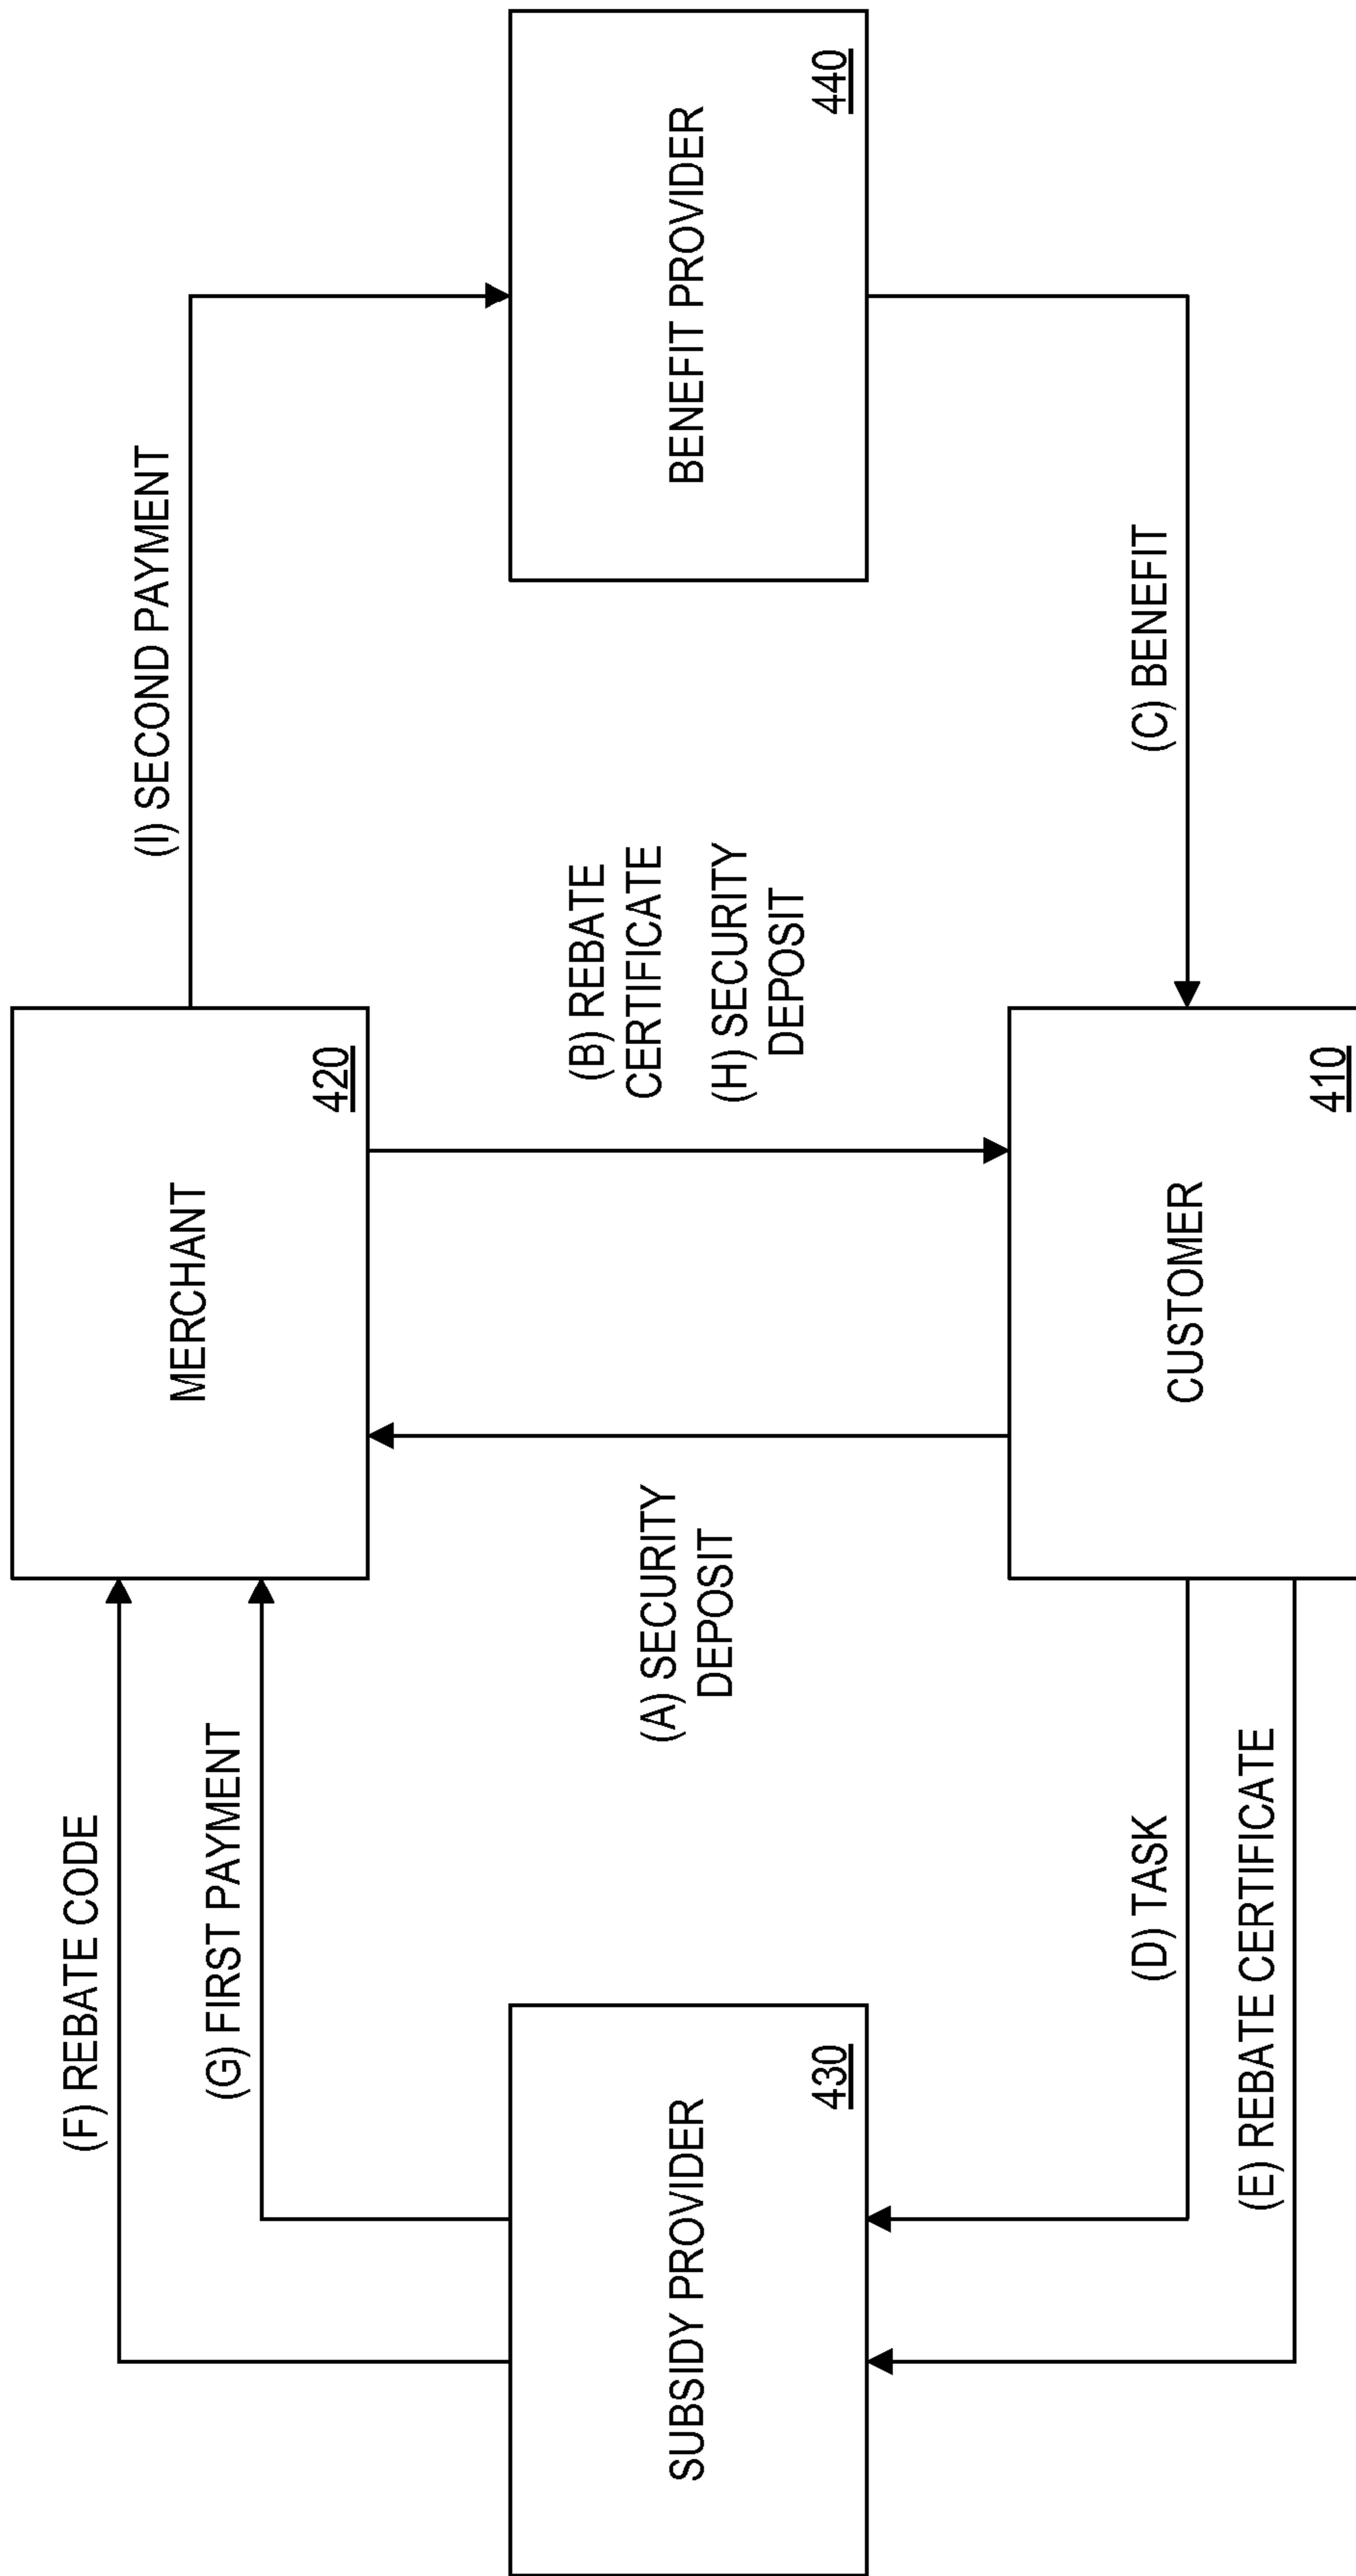 (F) REBATE CODE
(G) FIRST PAYMENT
MERCHANT
420
(I) SECOND PAYMENT
SUBSIDY PROVIDER
430
(A) SECURITY
DEPOSIT
(B) REBATE
CERTIFICATE
(H) SECURITY
DEPOSIT
BENEFIT PROVIDER
440
(D) TASK
(E) REBATE CERTIFICATE
CUSTOMER
410
(C) BENEFIT